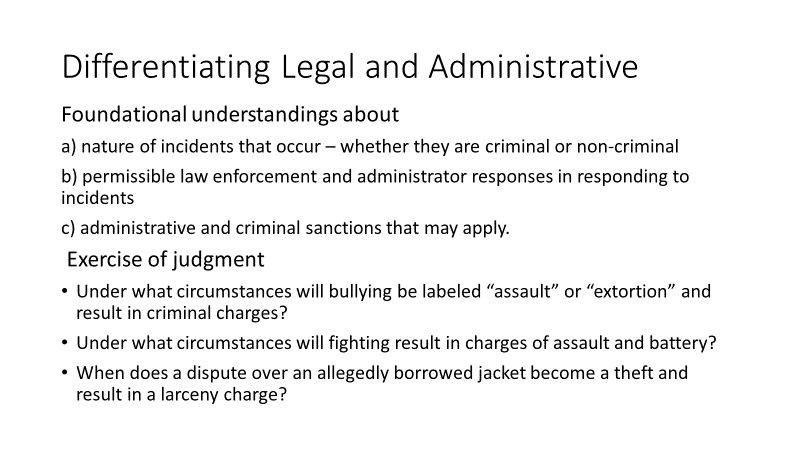 Differentiating Legal and Administrative
Foundational understandings about
a) nature of incidents that occur – whether they are criminal or non-criminal
b) permissible law enforcement and administrator responses in responding to
incidents
c) administrative and criminal sanctions that may apply.
Exercise of judgment
• Under what circumstances will bullying be labeled “assault” or “extortion” and
result in criminal charges?
• Under what circumstances will fighting result in charges of assault and battery?
• When does a dispute over an allegedly borrowed jacket become a theft and
result in a larceny charge?